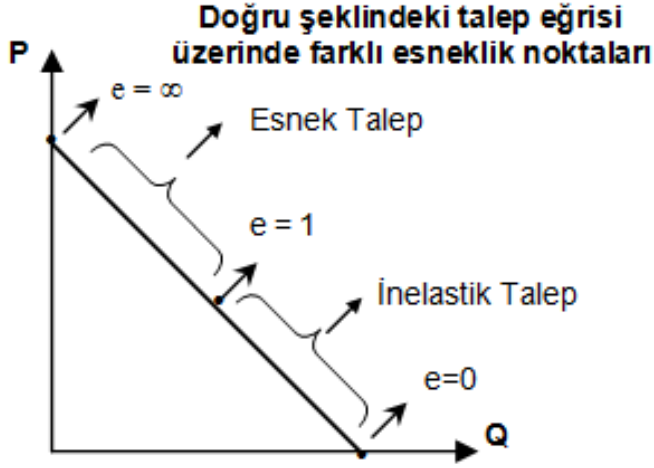 Doğru şeklindeki talep eğrisi
üzerinde farklı esneklik noktaları
P
e = ∞
Esnek Talep
e = 1
İnelastik Talep
e=0
Q